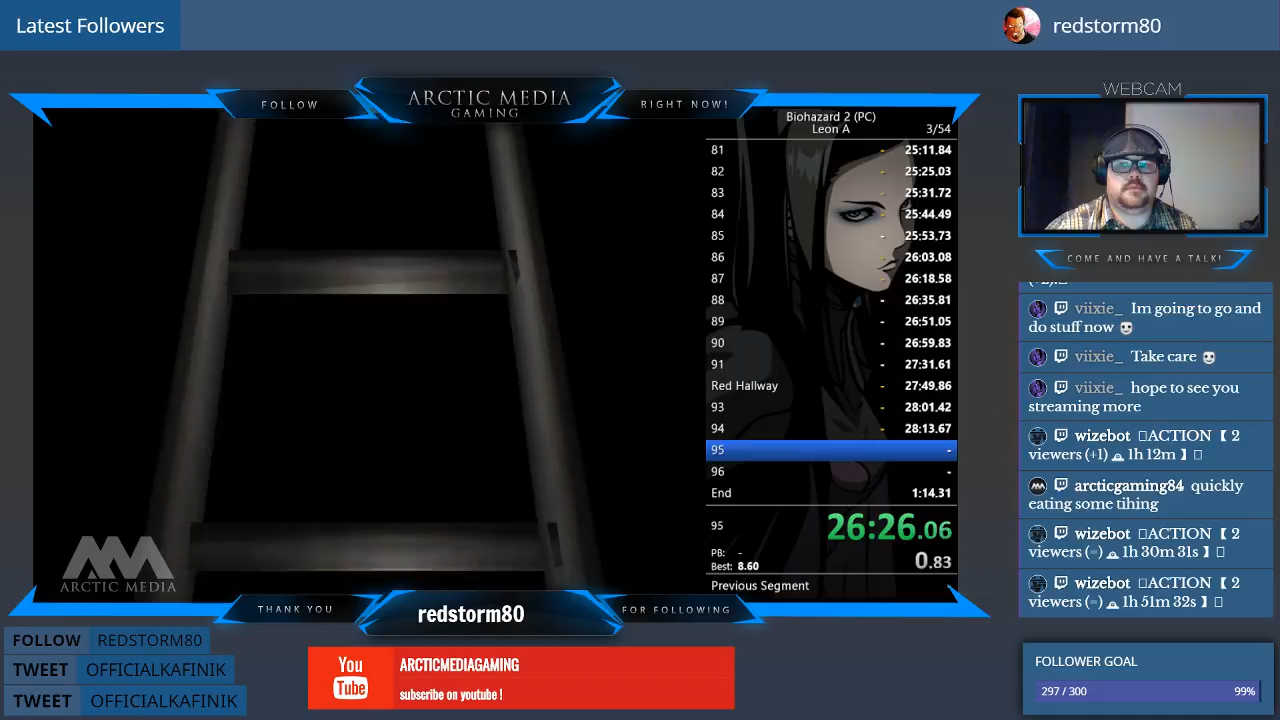 Latest Followers
redstorm80
FOLLOW
ARCTIC MEDIA
GAMING
RIGHT NOW!
WEBCAM
Biohazard 2 (PC)
Leon A 3/54
81 - 25:11.84
82 - 25:25.03
83 - 25:31.72
84 - 25:44.49
85 - 25:53.73
86 - 26:03.08
87 - 26:18.58
88 - 26:35.81
89 - 26:51.05
90 - 26:59.83
91 - 27:31.61
Red Hallway - 27:49.86
93 - 28:01.42
94 - 28:13.67
95 -
96 -
End 1:14.31
95 26:26.06
PB: -
Best: 8.60 0.83
Previous Segment
COME AND HAVE A TALK!
viixie_ Im going to go and
do stuff now
viixie_ Take care
viixie_ hope to see you
streaming more
wizebot ACTION【 2
viewers (+1) 1h 12m 】
arcticgaming84 quickly
eating some tihing
wizebot ACTION【 2
viewers (=) 1h 30m 31s 】
wizebot ACTION【 2
viewers (=) 1h 51m 32s 】
ARCTIC MEDIA
THANK YOU
redstorm80
FOR FOLLOWING
FOLLOW REDSTORM80
TWEET OFFICIALKAFINIK
TWEET OFFICIALKAFINIK
You
Tube
ARCTICMEDIAGAMING
subscribe on youtube !
FOLLOWER GOAL
297 / 300 99%